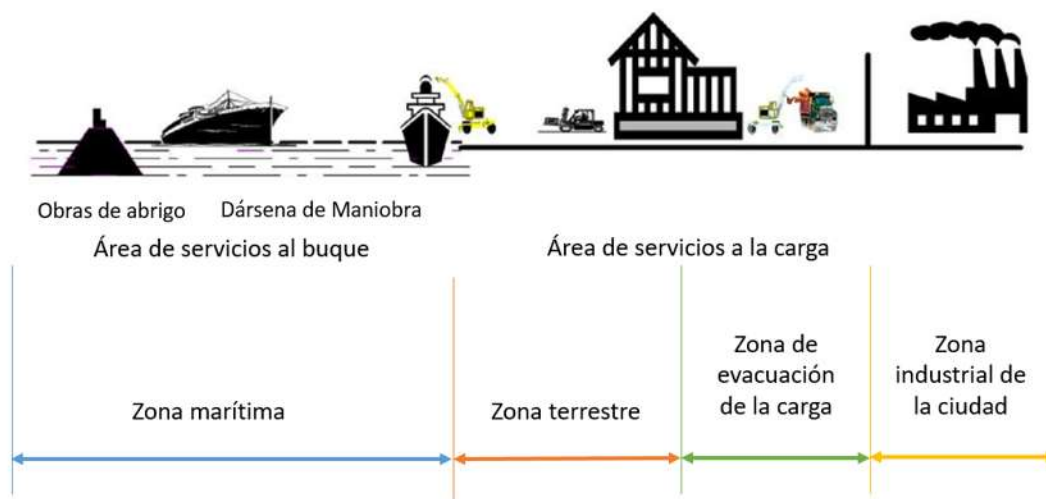 Obras de abrigo
Dársena de Maniobra
Área de servicios al buque
Área de servicios a la carga
Zona marítima
Zona terrestre
Zona de
evacuación
de la carga
Zona
industrial de
la ciudad